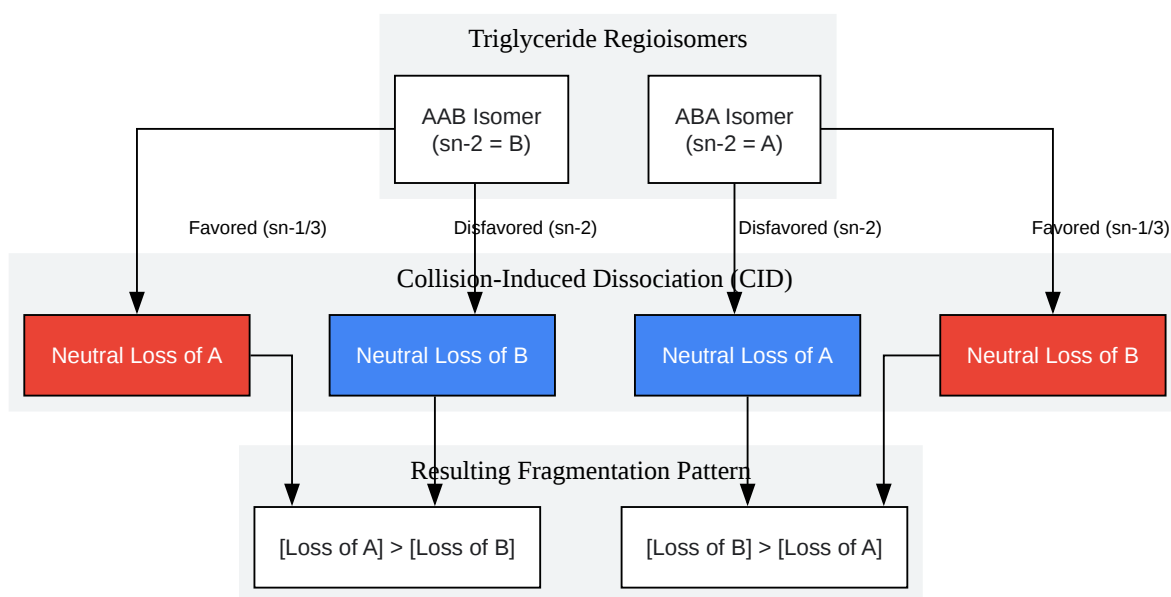 Triglyceride Regioisomers
AAB Isomer
(sn-2 = B)
ABA Isomer
(sn-2 = A)
Favored (sn-1/3)
Disfavored (sn-2)
Disfavored (sn-2)
Favored (sn-1/3)
Collision-Induced Dissociation (CID)
Neutral Loss of A
Neutral Loss of B
Neutral Loss of A
Neutral Loss of B
Resulting Fragmentation Pattern
[Loss of A] > [Loss of B]
[Loss of B] > [Loss of A]